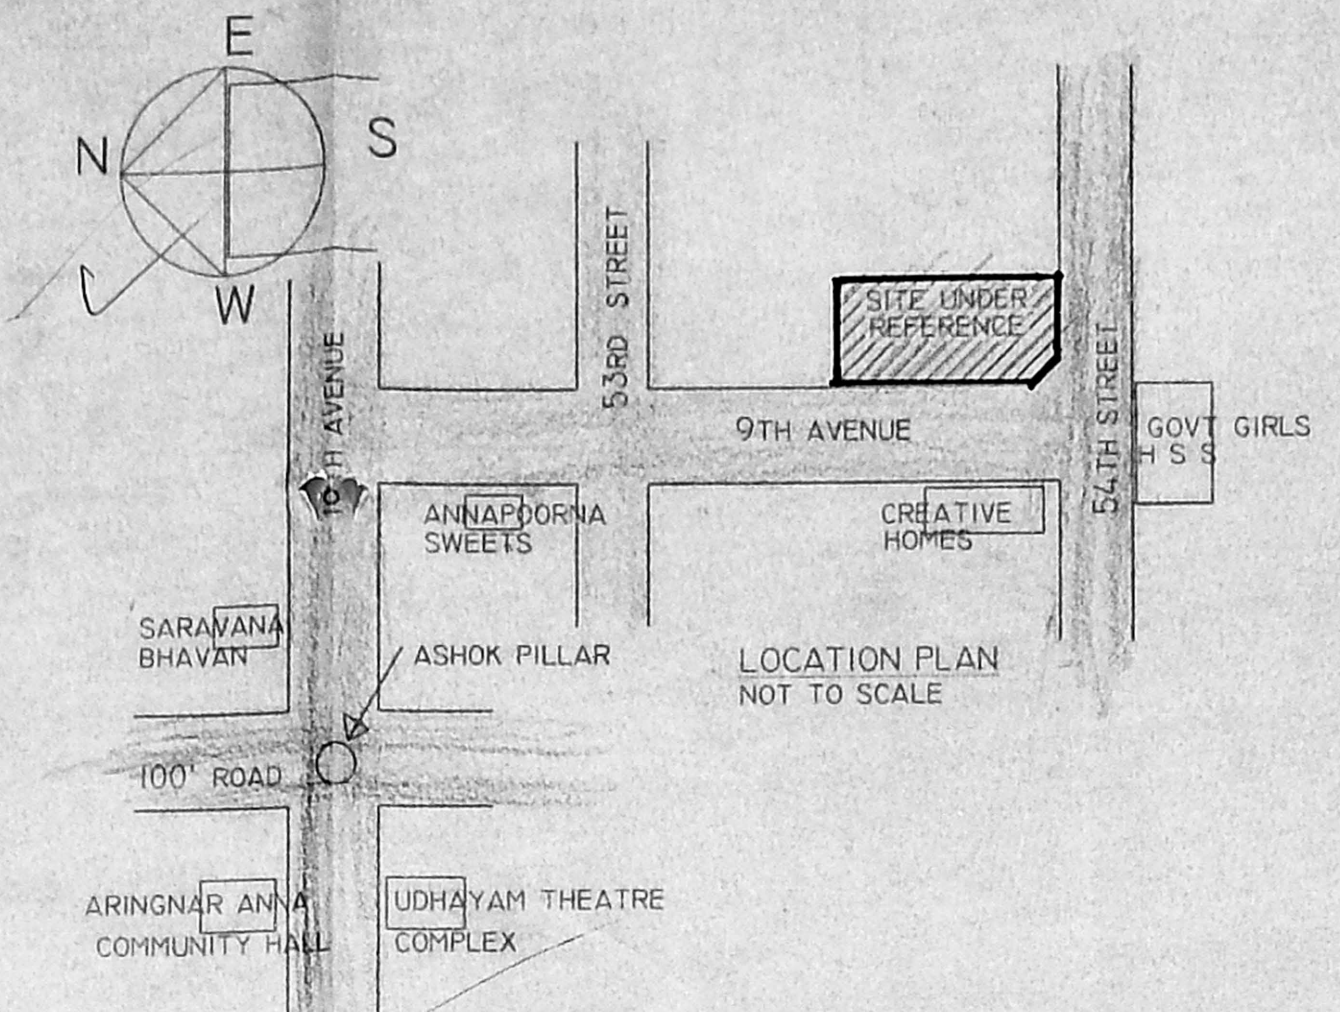 E
N
S
W
53RD STREET
SITE UNDER
REFERENCE
10TH AVENUE
9TH AVENUE
54TH STREET
GOVT GIRLS
H S S
ANNAPOORNA
SWEETS
CREATIVE
HOMES
SARAVANA
BHAVAN
ASHOK PILLAR
LOCATION PLAN
NOT TO SCALE
100' ROAD
ARINGNAR ANNA
COMMUNITY HALL
UDHAYAM THEATRE
COMPLEX